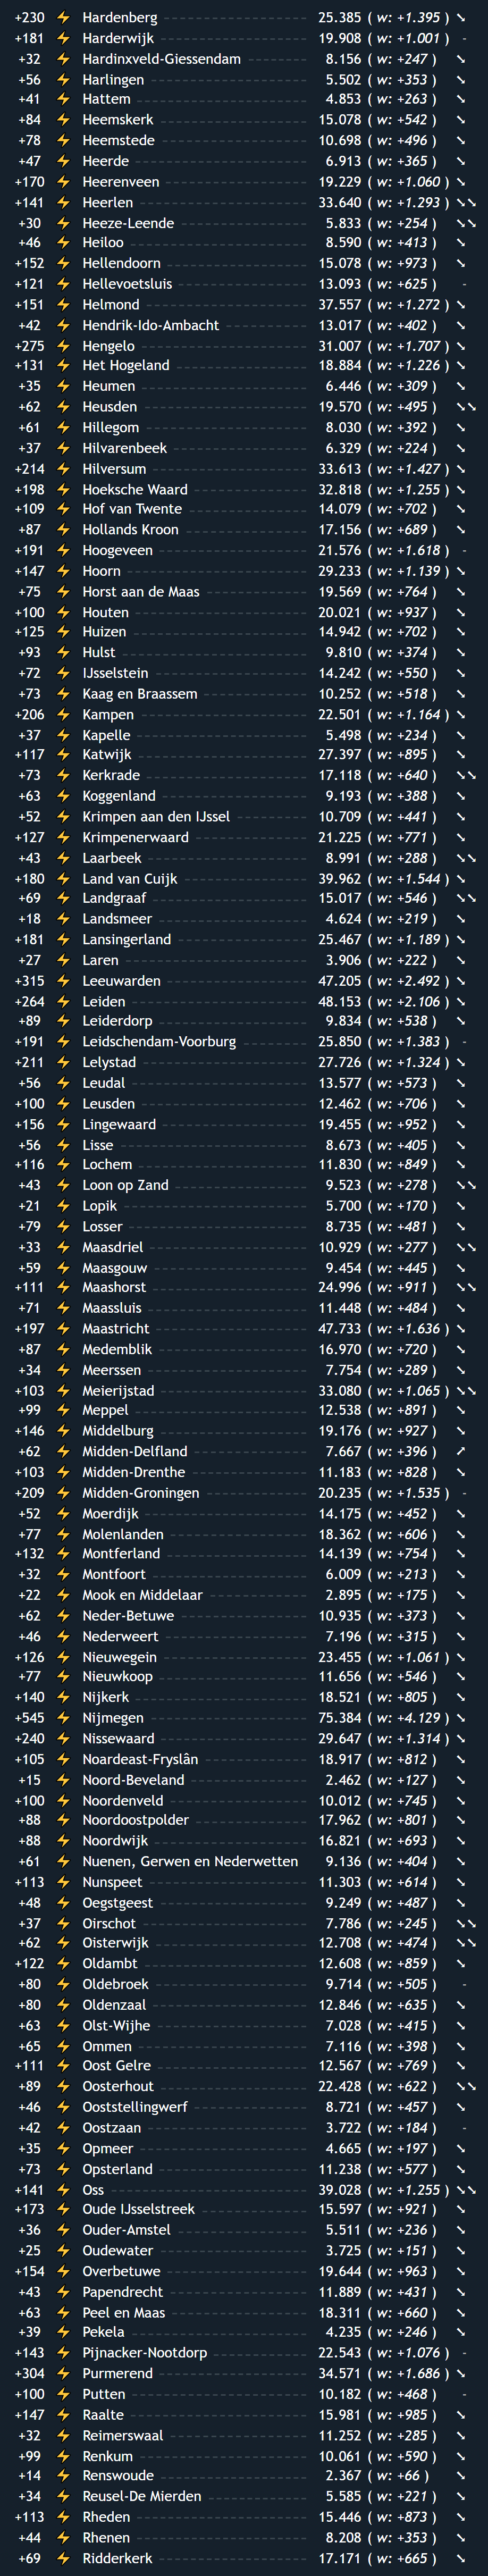 +230 ⚡ Hardenberg 25.385 ( w: +1.395 ) ⭨
+181 ⚡ Harderwijk 19.908 ( w: +1.001 ) -
+32 ⚡ Hardinxveld-Giessendam 8.156 ( w: +247 ) ⭨
+56 ⚡ Harlingen 5.502 ( w: +353 ) ⭨
+41 ⚡ Hattem 4.853 ( w: +263 ) ⭨
+84 ⚡ Heemskerk 15.078 ( w: +542 ) ⭨
+78 ⚡ Heemstede 10.698 ( w: +496 ) ⭨
+47 ⚡ Heerde 6.913 ( w: +365 ) ⭨
+170 ⚡ Heerenveen 19.229 ( w: +1.060 ) ⭨
+141 ⚡ Heerlen 33.640 ( w: +1.293 ) ⭨⭨
+30 ⚡ Heeze-Leende 5.833 ( w: +254 ) ⭨⭨
+46 ⚡ Heiloo 8.590 ( w: +413 ) ⭨
+152 ⚡ Hellendoorn 15.078 ( w: +973 ) ⭨
+121 ⚡ Hellevoetsluis 13.093 ( w: +625 ) -
+151 ⚡ Helmond 37.557 ( w: +1.272 ) ⭨
+42 ⚡ Hendrik-Ido-Ambacht 13.017 ( w: +402 ) ⭨
+275 ⚡ Hengelo 31.007 ( w: +1.707 ) ⭨
+131 ⚡ Het Hogeland 18.884 ( w: +1.226 ) ⭨
+35 ⚡ Heumen 6.446 ( w: +309 ) ⭨
+62 ⚡ Heusden 19.570 ( w: +495 ) ⭨⭨
+61 ⚡ Hillegom 8.030 ( w: +392 ) ⭨
+37 ⚡ Hilvarenbeek 6.329 ( w: +224 ) ⭨
+214 ⚡ Hilversum 33.613 ( w: +1.427 ) ⭨
+198 ⚡ Hoeksche Waard 32.818 ( w: +1.255 ) ⭨
+109 ⚡ Hof van Twente 14.079 ( w: +702 ) ⭨
+87 ⚡ Hollands Kroon 17.156 ( w: +689 ) ⭨
+191 ⚡ Hoogeveen 21.576 ( w: +1.618 ) -
+147 ⚡ Hoorn 29.233 ( w: +1.139 ) ⭨
+75 ⚡ Horst aan de Maas 19.569 ( w: +764 ) ⭨
+100 ⚡ Houten 20.021 ( w: +937 ) ⭨
+125 ⚡ Huizen 14.942 ( w: +702 ) ⭨
+93 ⚡ Hulst 9.810 ( w: +374 ) ⭨
+72 ⚡ IJsselstein 14.242 ( w: +550 ) ⭨
+73 ⚡ Kaag en Braassem 10.252 ( w: +518 ) ⭨
+206 ⚡ Kampen 22.501 ( w: +1.164 ) ⭨
+37 ⚡ Kapelle 5.498 ( w: +234 ) ⭨
+117 ⚡ Katwijk 27.397 ( w: +895 ) ⭨
+73 ⚡ Kerkrade 17.118 ( w: +640 ) ⭨⭨
+63 ⚡ Koggenland 9.193 ( w: +388 ) ⭨
+52 ⚡ Krimpen aan den IJssel 10.709 ( w: +441 ) ⭨
+127 ⚡ Krimpenerwaard 21.225 ( w: +771 ) ⭨
+43 ⚡ Laarbeek 8.991 ( w: +288 ) ⭨⭨
+180 ⚡ Land van Cuijk 39.962 ( w: +1.544 ) ⭨
+69 ⚡ Landgraaf 15.017 ( w: +546 ) ⭨⭨
+18 ⚡ Landsmeer 4.624 ( w: +219 ) ⭨
+181 ⚡ Lansingerland 25.467 ( w: +1.189 ) ⭨
+27 ⚡ Laren 3.906 ( w: +222 ) ⭨
+315 ⚡ Leeuwarden 47.205 ( w: +2.492 ) ⭨
+264 ⚡ Leiden 48.153 ( w: +2.106 ) ⭨
+89 ⚡ Leiderdorp 9.834 ( w: +538 ) ⭨
+191 ⚡ Leidschendam-Voorburg 25.850 ( w: +1.383 ) -
+211 ⚡ Lelystad 27.726 ( w: +1.324 ) ⭨
+56 ⚡ Leudal 13.577 ( w: +573 ) ⭨
+100 ⚡ Leusden 12.462 ( w: +706 ) ⭨
+156 ⚡ Lingewaard 19.455 ( w: +952 ) ⭨
+56 ⚡ Lisse 8.673 ( w: +405 ) ⭨
+116 ⚡ Lochem 11.830 ( w: +849 ) ⭨
+43 ⚡ Loon op Zand 9.523 ( w: +278 ) ⭨⭨
+21 ⚡ Lopik 5.700 ( w: +170 ) ⭨
+79 ⚡ Losser 8.735 ( w: +481 ) ⭨
+33 ⚡ Maasdriel 10.929 ( w: +277 ) ⭨⭨
+59 ⚡ Maasgouw 9.454 ( w: +445 ) ⭨
+111 ⚡ Maashorst 24.996 ( w: +911 ) ⭨⭨
+71 ⚡ Maassluis 11.448 ( w: +484 ) ⭨
+197 ⚡ Maastricht 47.733 ( w: +1.636 ) ⭨
+87 ⚡ Medemblik 16.970 ( w: +720 ) ⭨
+34 ⚡ Meerssen 7.754 ( w: +289 ) ⭨
+103 ⚡ Meierijstad 33.080 ( w: +1.065 ) ⭨⭨
+99 ⚡ Meppel 12.538 ( w: +891 ) ⭨
+146 ⚡ Middelburg 19.176 ( w: +927 ) ⭨
+62 ⚡ Midden-Delfland 7.667 ( w: +396 ) ⭧
+103 ⚡ Midden-Drenthe 11.183 ( w: +828 ) ⭨
+209 ⚡ Midden-Groningen 20.235 ( w: +1.535 ) -
+52 ⚡ Moerdijk 14.175 ( w: +452 ) ⭨
+77 ⚡ Molenlanden 18.362 ( w: +606 ) ⭨
+132 ⚡ Montferland 14.139 ( w: +754 ) ⭨
+32 ⚡ Montfoort 6.009 ( w: +213 ) ⭨
+22 ⚡ Mook en Middelaar 2.895 ( w: +175 ) ⭨
+62 ⚡ Neder-Betuwe 10.935 ( w: +373 ) ⭨
+46 ⚡ Nederweert 7.196 ( w: +315 ) ⭨
+126 ⚡ Nieuwegein 23.455 ( w: +1.061 ) ⭨
+77 ⚡ Nieuwkoop 11.656 ( w: +546 ) ⭨
+140 ⚡ Nijkerk 18.521 ( w: +805 ) ⭨
+545 ⚡ Nijmegen 75.384 ( w: +4.129 ) ⭨
+240 ⚡ Nissewaard 29.647 ( w: +1.314 ) ⭨
+105 ⚡ Noardeast-Fryslân 18.917 ( w: +812 ) ⭨
+15 ⚡ Noord-Beveland 2.462 ( w: +127 ) ⭨
+100 ⚡ Noordenveld 10.012 ( w: +745 ) ⭨
+88 ⚡ Noordoostpolder 17.962 ( w: +801 ) ⭨
+88 ⚡ Noordwijk 16.821 ( w: +693 ) ⭨
+61 ⚡ Nuenen, Gerwen en Nederwetten 9.136 ( w: +404 ) ⭨
+113 ⚡ Nunspeet 11.303 ( w: +614 ) ⭨
+48 ⚡ Oegstgeest 9.249 ( w: +487 ) ⭨
+37 ⚡ Oirschot 7.786 ( w: +245 ) ⭨⭨
+62 ⚡ Oisterwijk 12.708 ( w: +474 ) ⭨⭨
+122 ⚡ Oldambt 12.608 ( w: +859 ) ⭨
+80 ⚡ Oldebroek 9.714 ( w: +505 ) -
+80 ⚡ Oldenzaal 12.846 ( w: +635 ) ⭨
+63 ⚡ Olst-Wijhe 7.028 ( w: +415 ) ⭨
+65 ⚡ Ommen 7.116 ( w: +398 ) ⭨
+111 ⚡ Oost Gelre 12.567 ( w: +769 ) ⭨
+89 ⚡ Oosterhout 22.428 ( w: +622 ) ⭨⭨
+46 ⚡ Ooststellingwerf 8.721 ( w: +457 ) ⭨
+42 ⚡ Oostzaan 3.722 ( w: +184 ) -
+35 ⚡ Opmeer 4.665 ( w: +197 ) ⭨
+73 ⚡ Opsterland 11.238 ( w: +577 ) ⭨
+141 ⚡ Oss 39.028 ( w: +1.255 ) ⭨⭨
+173 ⚡ Oude IJsselstreek 15.597 ( w: +921 ) ⭨
+36 ⚡ Ouder-Amstel 5.511 ( w: +236 ) ⭨
+25 ⚡ Oudewater 3.725 ( w: +151 ) ⭨
+154 ⚡ Overbetuwe 19.644 ( w: +963 ) ⭨
+43 ⚡ Papendrecht 11.889 ( w: +431 ) ⭨
+63 ⚡ Peel en Maas 18.311 ( w: +660 ) ⭨
+39 ⚡ Pekela 4.235 ( w: +246 ) ⭨
+143 ⚡ Pijnacker-Nootdorp 22.543 ( w: +1.076 ) -
+304 ⚡ Purmerend 34.571 ( w: +1.686 ) ⭨
+100 ⚡ Putten 10.182 ( w: +468 ) -
+147 ⚡ Raalte 15.981 ( w: +985 ) ⭨
+32 ⚡ Reimerswaal 11.252 ( w: +285 ) ⭨
+99 ⚡ Renkum 10.061 ( w: +590 ) ⭨
+14 ⚡ Renswoude 2.367 ( w: +66 ) ⭨
+34 ⚡ Reusel-De Mierden 5.585 ( w: +221 ) ⭨
+113 ⚡ Rheden 15.446 ( w: +873 ) ⭨
+44 ⚡ Rhenen 8.208 ( w: +353 ) ⭨
+69 ⚡ Ridderkerk 17.171 ( w: +665 ) ⭨